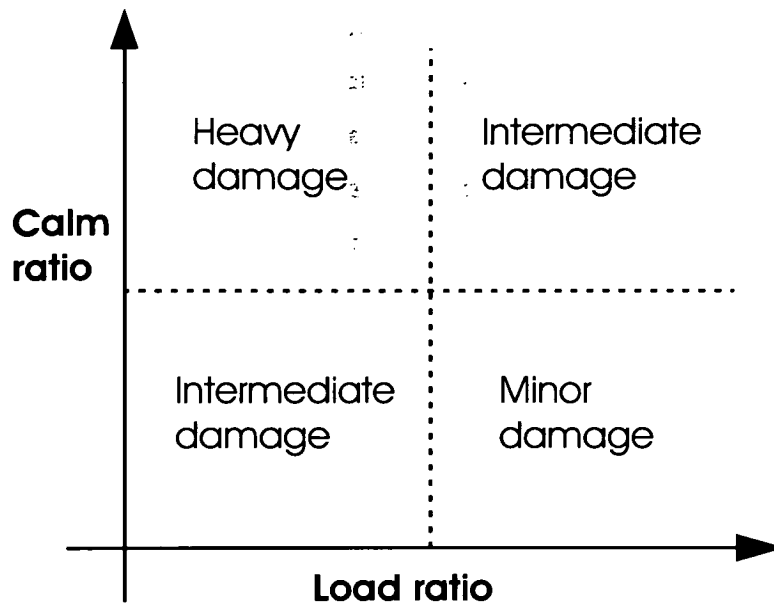 Heavy
damage
Intermediate
damage
Calm
ratio
Intermediate
damage
Minor
damage
Load ratio